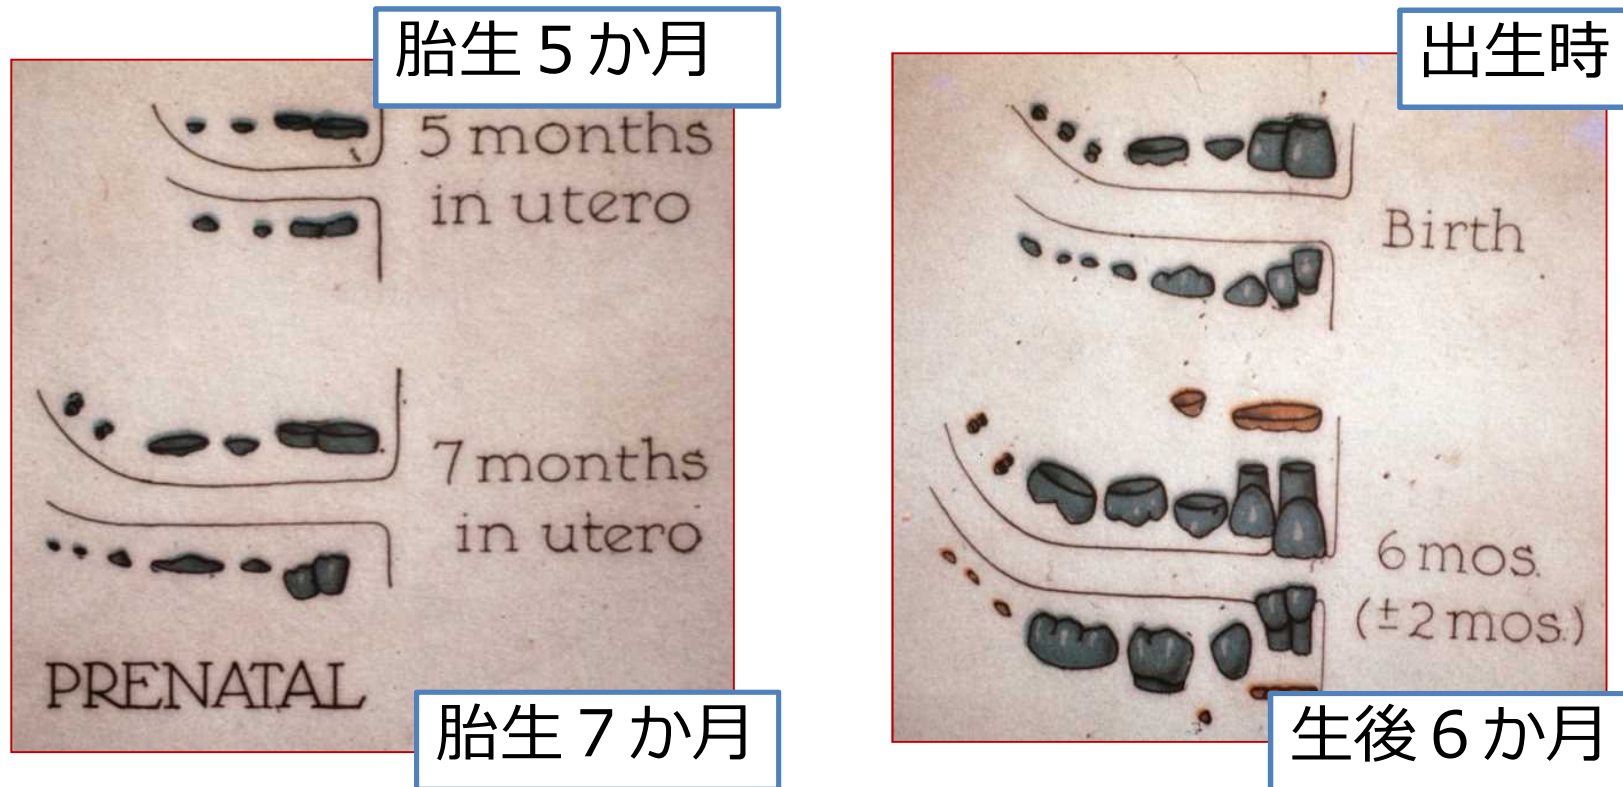 胎生５か月
5 months
in utero
7 months
in utero
PRENATAL
胎生７か月
出生時
Birth
6 mos.
(±2 mos.)
生後６か月